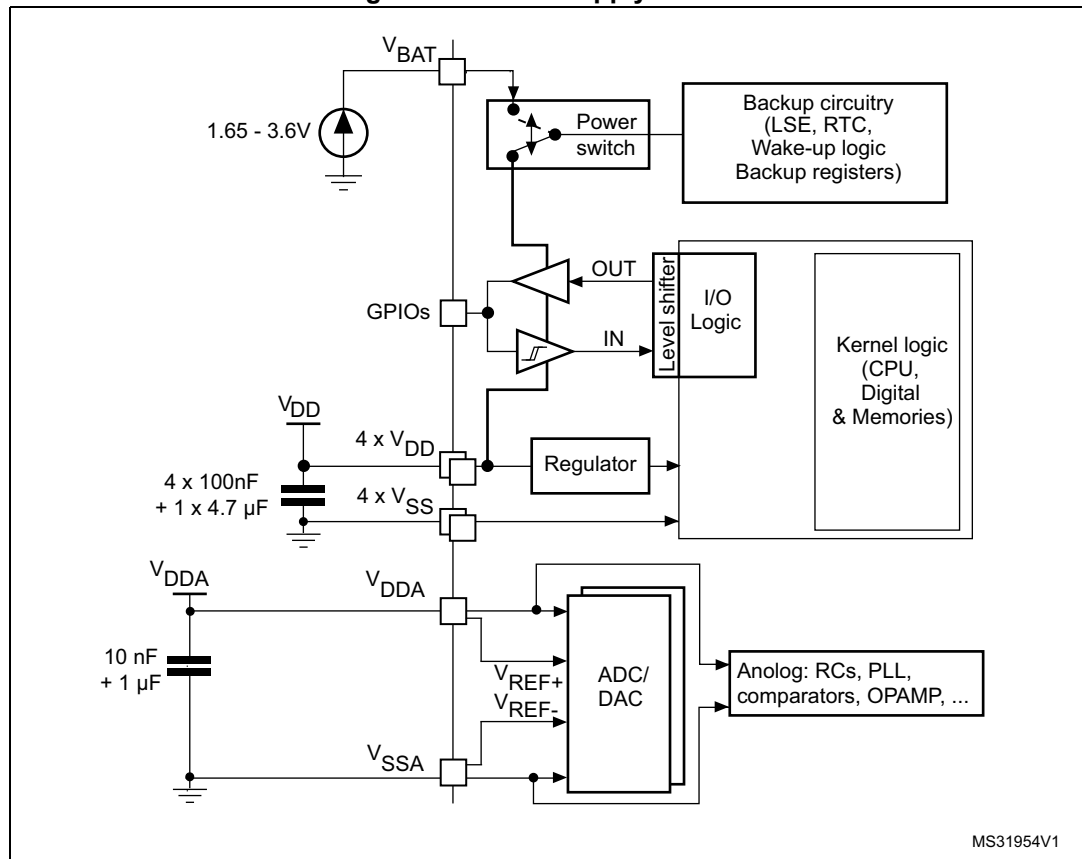 VBAT
1.65 - 3.6V
Power
switch
Backup circuitry
(LSE, RTC,
Wake-up logic
Backup registers)
GPIOs
OUT
IN
Level shifter
I/O
Logic
Kernel logic
(CPU,
Digital
& Memories)
VDD
4 x VDD
Regulator
4 x 100nF
+ 1 x 4.7 µF
4 x VSS
VDDA
VDDA
10 nF
+ 1 µF
VREF+
VREF-
ADC/
DAC
Anolog: RCs, PLL,
comparators, OPAMP, ...
VSSA
MS31954V1